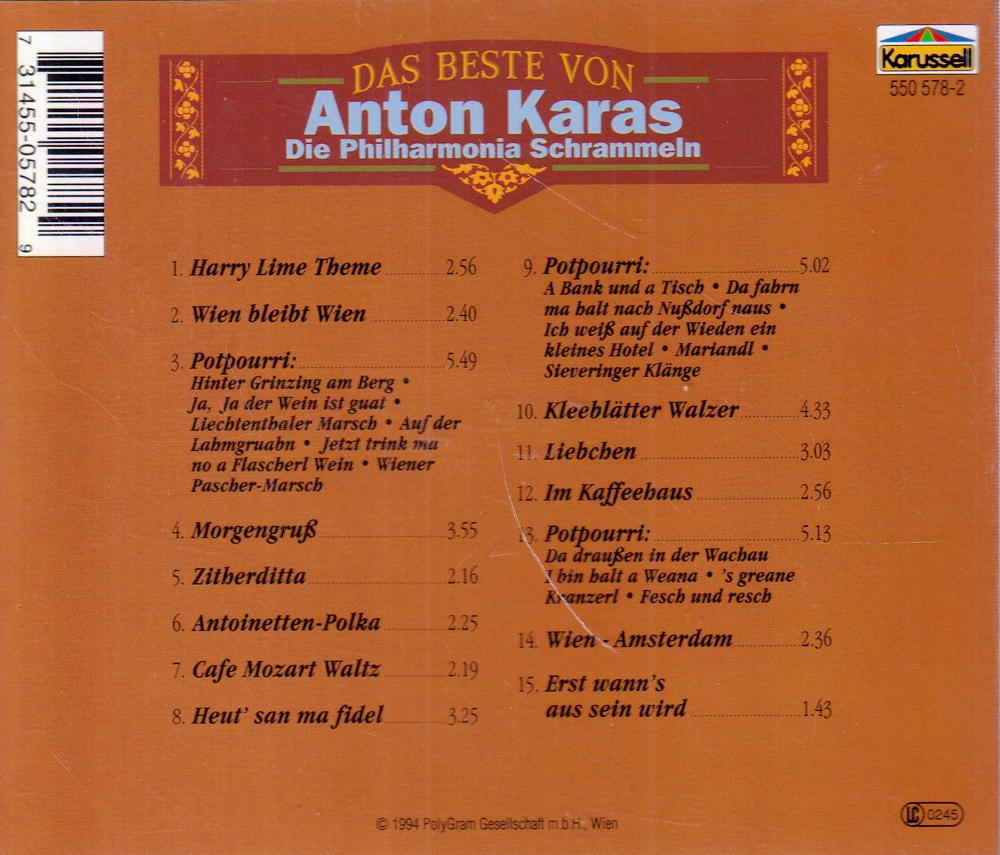 7 31455-05782 9
DAS BESTE VON
Anton Karas
Die Philharmonia Schrammeln
Karussell
550 578-2
1. Harry Lime Theme 2.56
2. Wien bleibt Wien 2.40
3. Potpourri: 5.49
Hinter Grinzing am Berg •
Ja, Ja der Wein ist guat •
Liechtenthaler Marsch • Auf der
Lahmgruabn • Jetzt trink ma
no a Flascherl Wein • Wiener
Pascher-Marsch
4. Morgengruß 3.55
5. Zitherditta 2.16
6. Antoinetten-Polka 2.25
7. Cafe Mozart Waltz 2.19
8. Heut' san ma fidel 3.25
9. Potpourri: 5.02
A Bank und a Tisch • Da fahrn
ma halt nach Nußdorf naus •
Ich weiß auf der Wieden ein
kleines Hotel • Mariandl •
Sieveringer Klänge
10. Kleeblätter Walzer 4.33
11. Liebchen 3.03
12. Im Kaffeehaus 2.56
13. Potpourri: 5.13
Da draußen in der Wachau
I bin halt a Weana • 's greane
Kranzerl • Fesch und resch
14. Wien - Amsterdam 2.36
15. Erst wann's
aus sein wird 1.43
© 1994 PolyGram Gesellschaft m.b.H., Wien
LC 0245